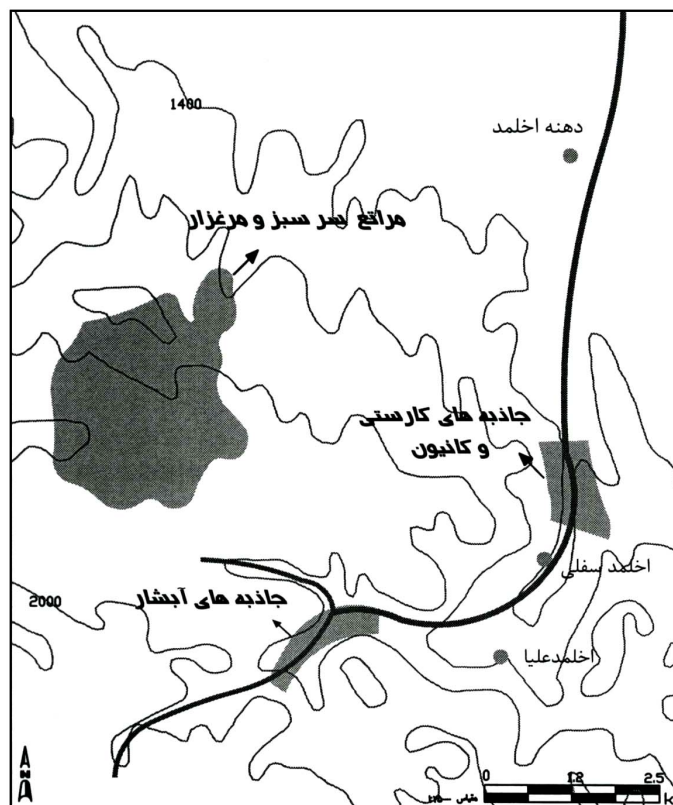 1400
دهنه اخلمد
مراتع سر سبز و مرغزار
جاذبه های کارستی
و کانیون
اخلمد سفلی
2000
جاذبه های آبشار
اخلمدعلیا
0 1.2 2.5